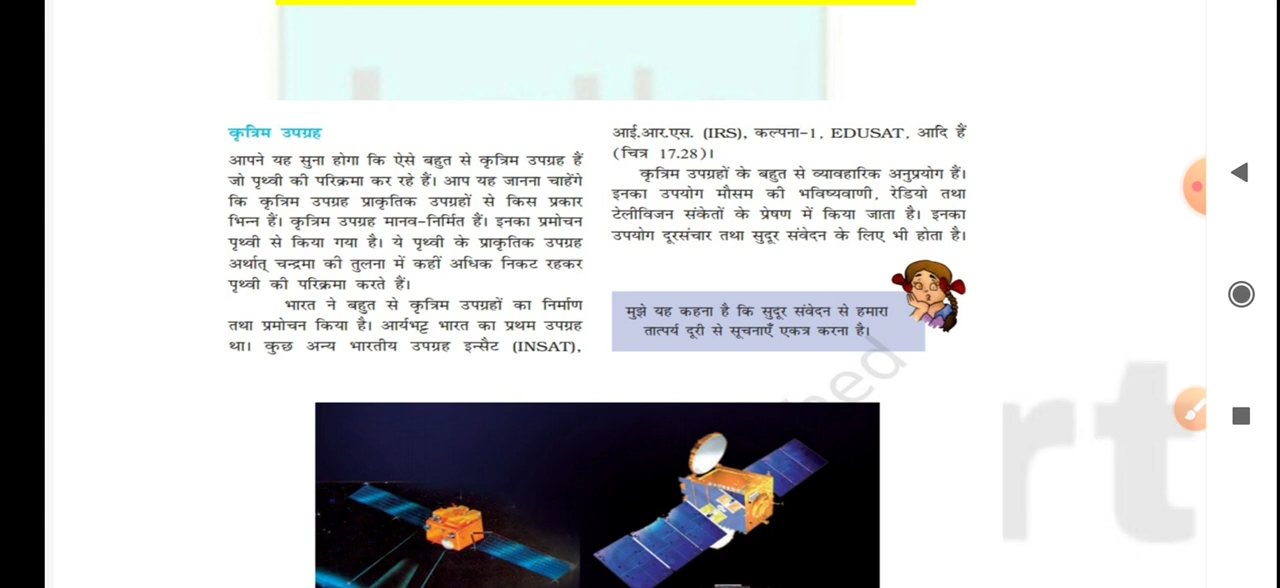 कृत्रिम उपग्रह
आपने यह सुना होगा कि ऐसे बहुत से कृत्रिम उपग्रह हैं
जो पृथ्वी की परिक्रमा कर रहे हैं। आप यह जानना चाहेंगे
कि कृत्रिम उपग्रह प्राकृतिक उपग्रहों से किस प्रकार
भिन्न हैं। कृत्रिम उपग्रह मानव-निर्मित हैं। इनका प्रमोचन
पृथ्वी से किया गया है। ये पृथ्वी के प्राकृतिक उपग्रह
अर्थात् चन्द्रमा की तुलना में कहीं अधिक निकट रहकर
पृथ्वी की परिक्रमा करते हैं।
भारत ने बहुत से कृत्रिम उपग्रहों का निर्माण
तथा प्रमोचन किया है। आर्यभट्ट भारत का प्रथम उपग्रह
था। कुछ अन्य भारतीय उपग्रह इन्सैट (INSAT),
आई.आर.एस. (IRS), कल्पना-1, EDUSAT, आदि हैं
(चित्र 17.28)।
कृत्रिम उपग्रहों के बहुत से व्यावहारिक अनुप्रयोग हैं।
इनका उपयोग मौसम की भविष्यवाणी, रेडियो तथा
टेलीविजन संकेतों के प्रेषण में किया जाता है। इनका
उपयोग दूरसंचार तथा सुदूर संवेदन के लिए भी होता है।
मुझे यह कहना है कि सुदूर संवेदन से हमारा
तात्पर्य दूरी से सूचनाएँ एकत्र करना है।